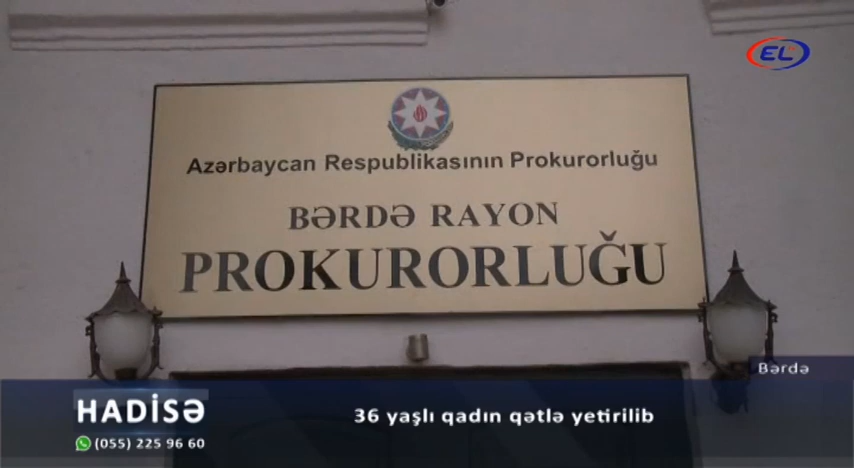 EL
Azərbaycan Respublikasının Prokurorluğu
BƏRDƏ RAYON
PROKURORLUĞU
Bərdə
HADİSƏ
36 yaşlı qadın qətlə yetirilib
(055) 225 96 60